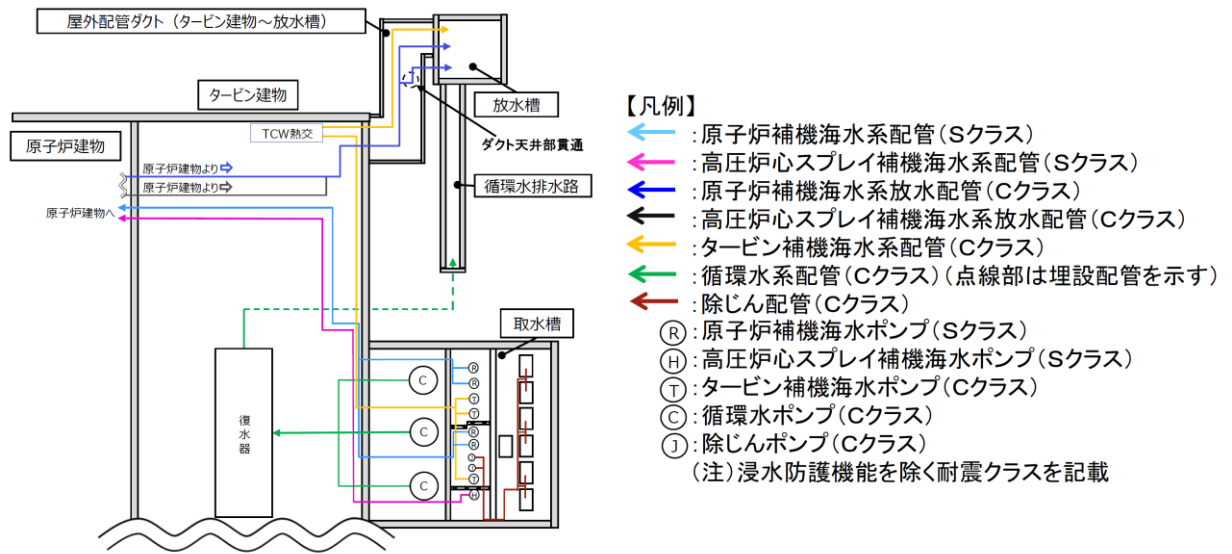 屋外配管ダクト（タービン建物～放水槽）
タービン建物
放水槽
TCW熱交
ダクト天井部貫通
原子炉建物
原子炉建物より
原子炉建物より
循環水排水路
原子炉建物へ
取水槽
復水器
C
C
C
R
R
T
T
R
R
J
J
T
H
【凡例】
：原子炉補機海水系配管(Sクラス)
：高圧炉心スプレイ補機海水系配管(Sクラス)
：原子炉補機海水系放水配管(Cクラス)
：高圧炉心スプレイ補機海水系放水配管(Cクラス)
：タービン補機海水系配管(Cクラス)
：循環水系配管(Cクラス)(点線部は埋設配管を示す)
：除じん配管(Cクラス)
R：原子炉補機海水ポンプ(Sクラス)
H：高圧炉心スプレイ補機海水ポンプ(Sクラス)
T：タービン補機海水ポンプ(Cクラス)
C：循環水ポンプ(Cクラス)
J：除じんポンプ(Cクラス)
(注)浸水防護機能を除く耐震クラスを記載